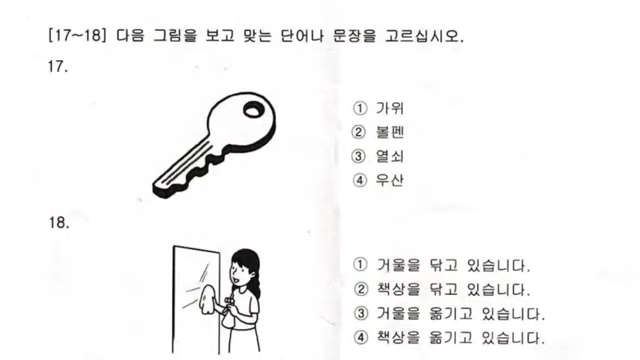 [17~18] 다음 그림을 보고 맞는 단어나 문장을 고르십시오.
17.
① 가위
② 볼펜
③ 열쇠
④ 우산
18.
① 거울을 닦고 있습니다.
② 책상을 닦고 있습니다.
③ 거울을 옮기고 있습니다.
④ 책상을 옮기고 있습니다.